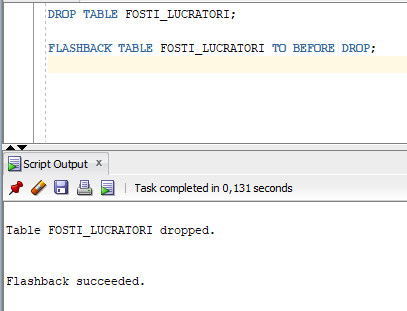 DROP TABLE FOSTI_LUCRATORI;
FLASHBACK TABLE FOSTI_LUCRATORI TO BEFORE DROP;
Script Output x
Task completed in 0,131 seconds
Table FOSTI_LUCRATORI dropped.
Flashback succeeded.